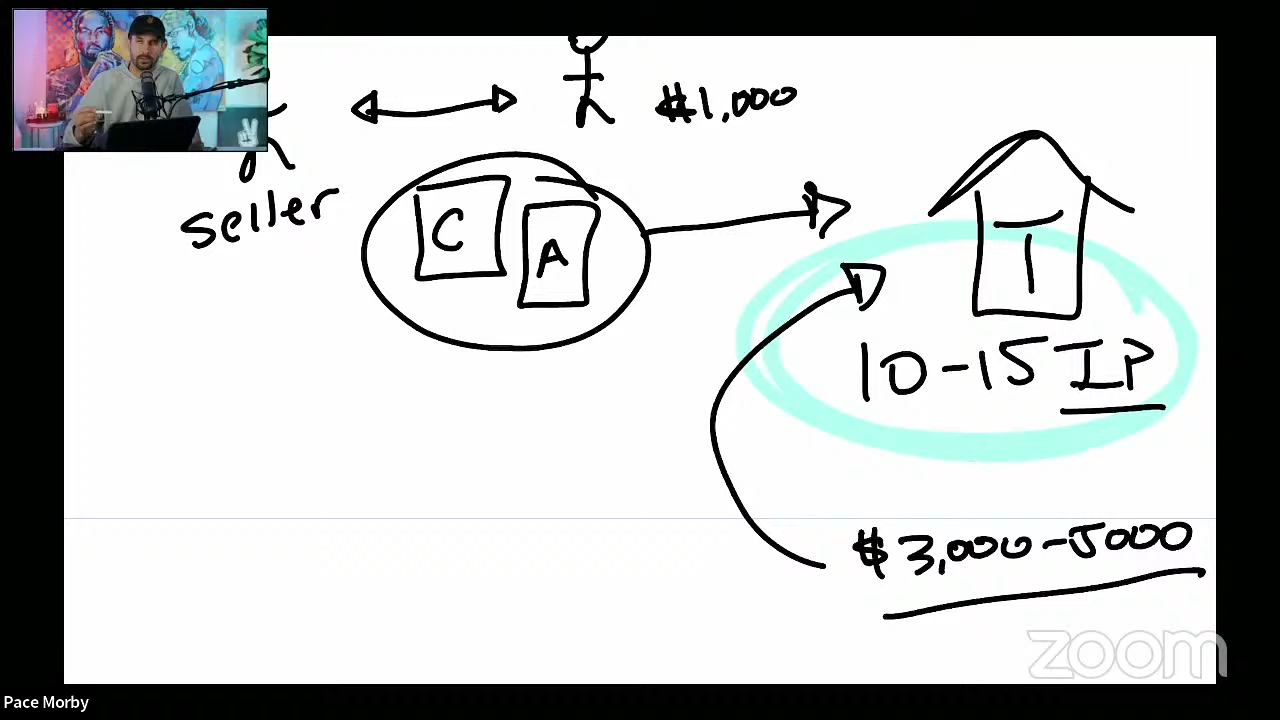 $1,000
seller
C
A
T
10-15 IP
$3,000-5000
zoom
Pace Morby